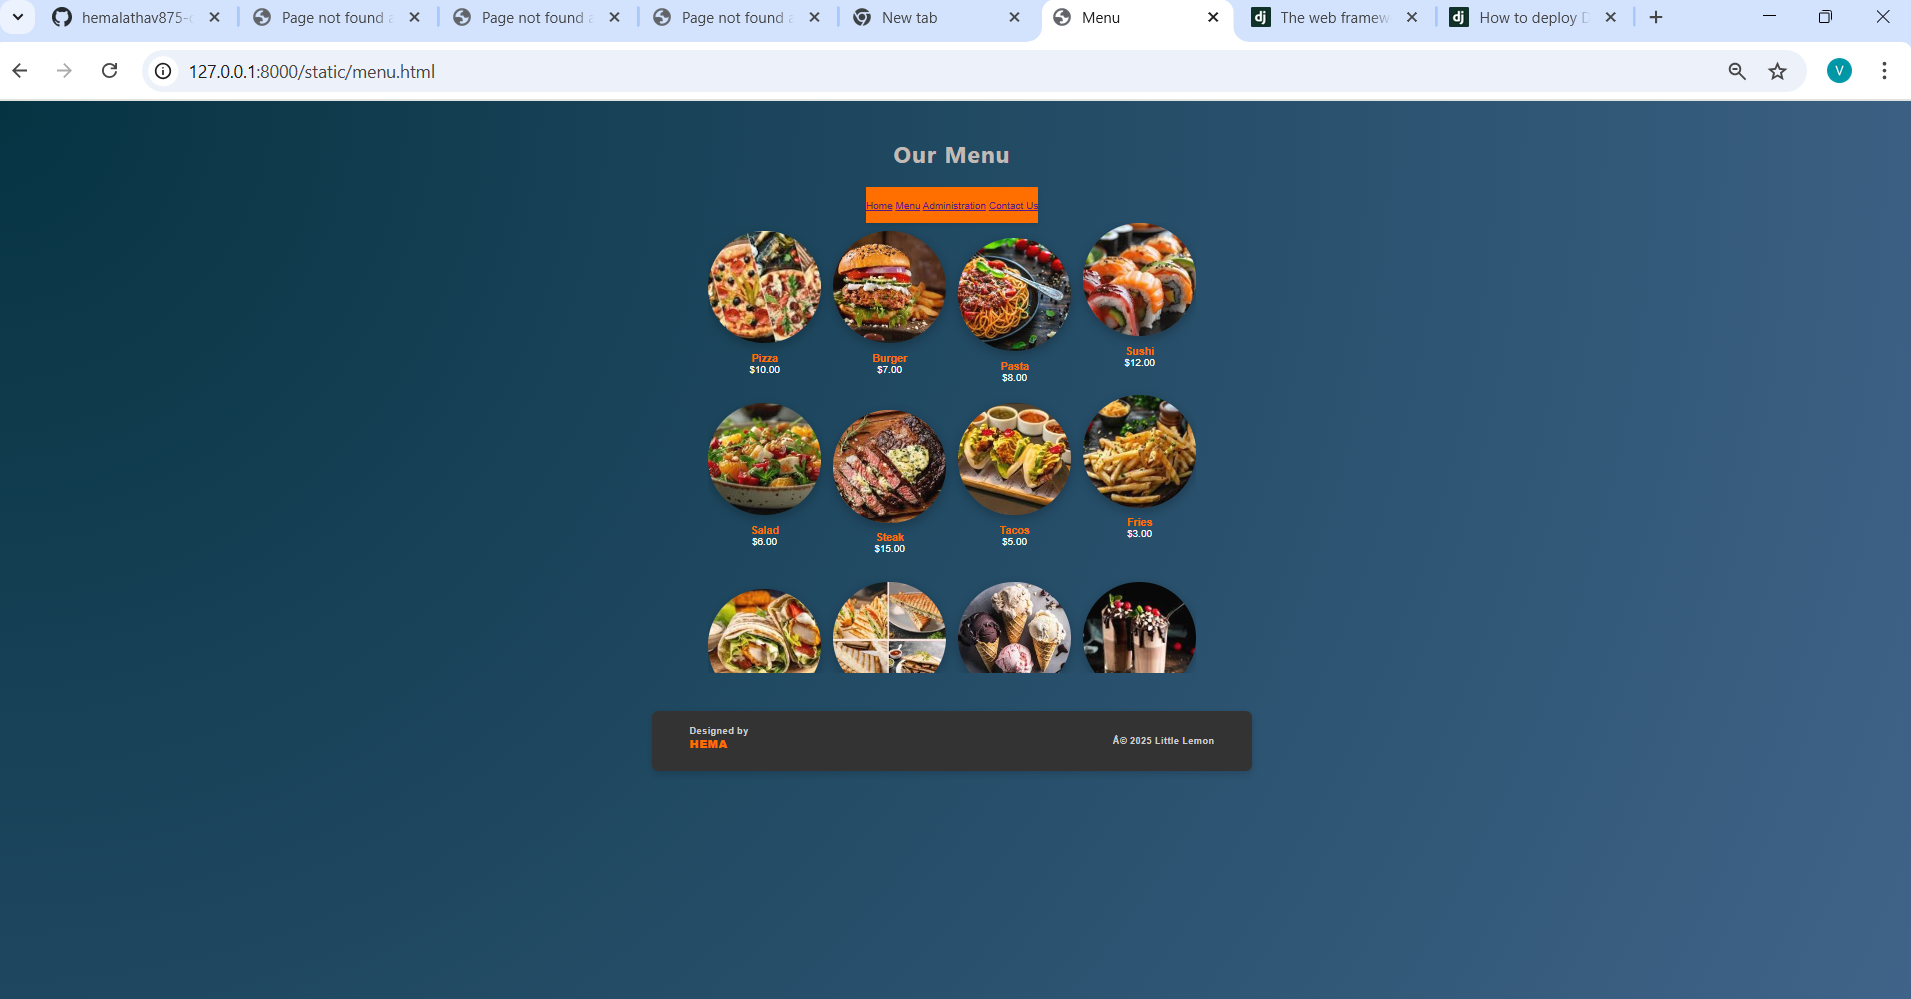 hemalathav875-
Page not found
Page not found
Page not found
New tab
Menu
dj
The web framew
dj
How to deploy
127.0.0.1:8000/static/menu.html
V
Our Menu
Home Menu Administration Contact Us
Pizza
$10.00
Burger
$7.00
Pasta
$8.00
Sushi
$12.00
Salad
$6.00
Steak
$15.00
Tacos
$5.00
Fries
$3.00
Designed by
HEMA
© 2025 Little Lemon